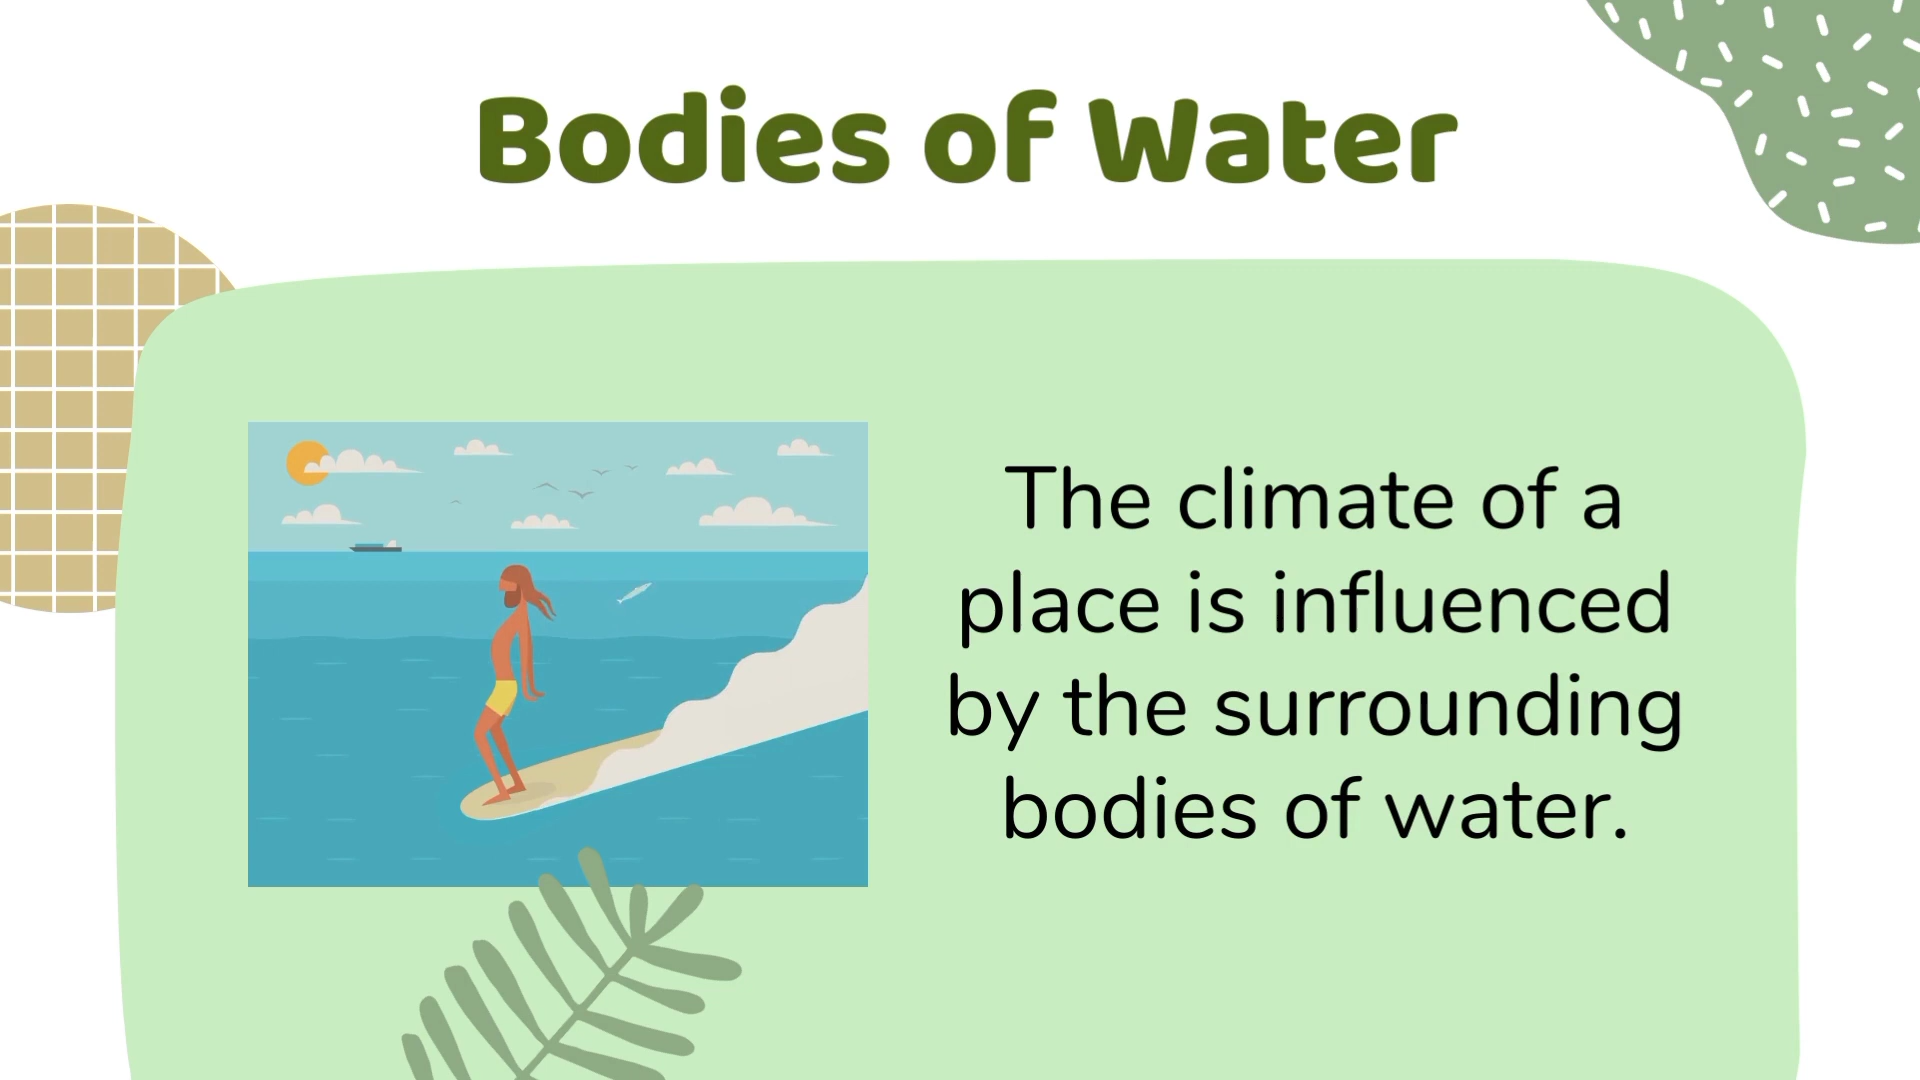 Bodies of Water
The climate of a
place is influenced
by the surrounding
bodies of water.